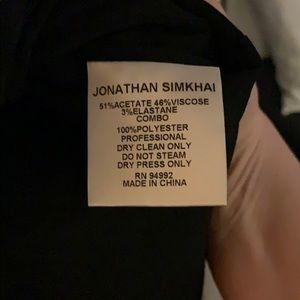 JONATHAN SIMKHAI
51%ACETATE 46%VISCOSE
3%ELASTANE
COMBO
100%POLYESTER
PROFESSIONAL
DRY CLEAN ONLY
DO NOT STEAM
DRY PRESS ONLY
RN 94992
MADE IN CHINA